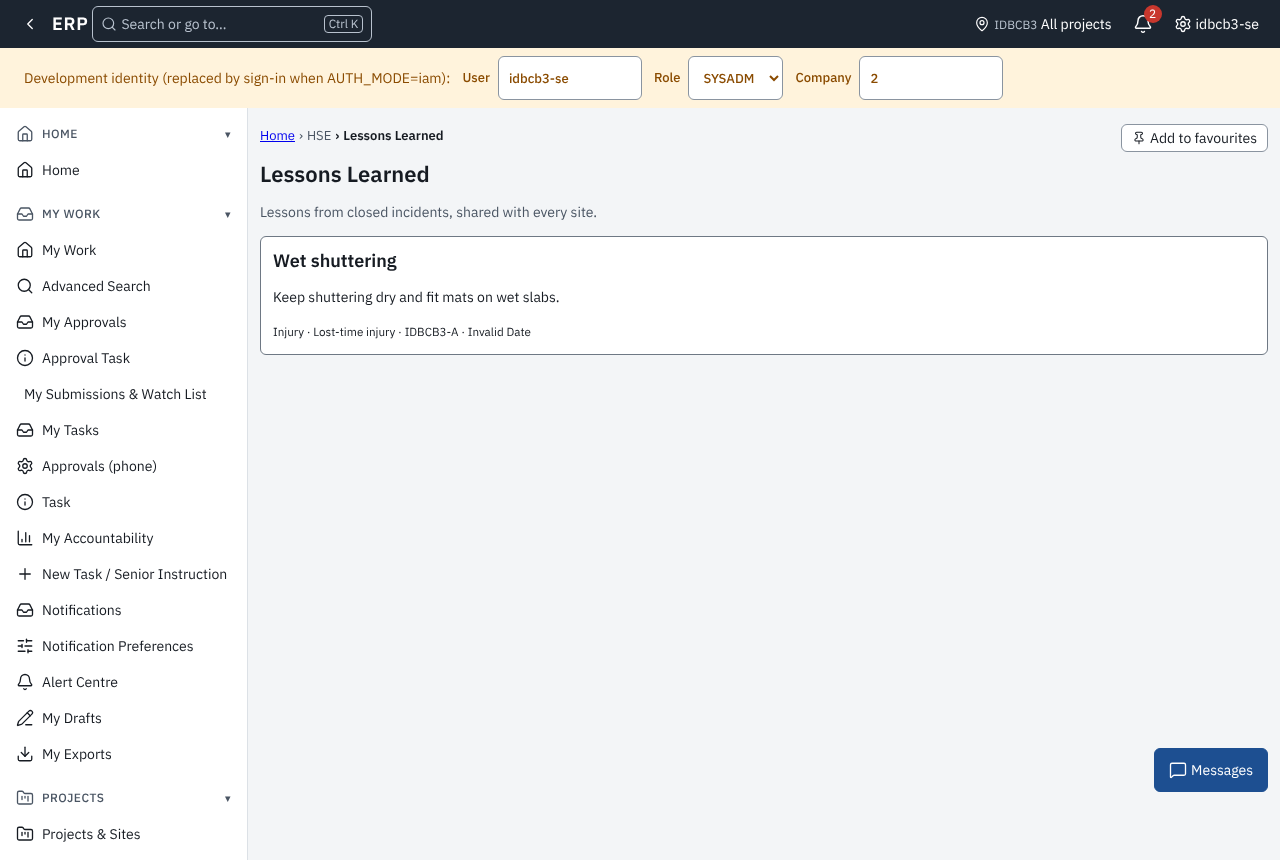 ERP
Search or go to...
Ctrl K
IDBCB3 All projects
2
idbcb3-se
Development identity (replaced by sign-in when AUTH_MODE=iam):
User
idbcb3-se
Role
SYSADM
Company
2
HOME
Home
MY WORK
My Work
Advanced Search
My Approvals
Approval Task
My Submissions & Watch List
My Tasks
Approvals (phone)
Task
My Accountability
New Task / Senior Instruction
Notifications
Notification Preferences
Alert Centre
My Drafts
My Exports
PROJECTS
Projects & Sites
Home › HSE › Lessons Learned
Add to favourites
Lessons Learned
Lessons from closed incidents, shared with every site.
Wet shuttering
Keep shuttering dry and fit mats on wet slabs.
Injury · Lost-time injury · IDBCB3-A · Invalid Date
Messages